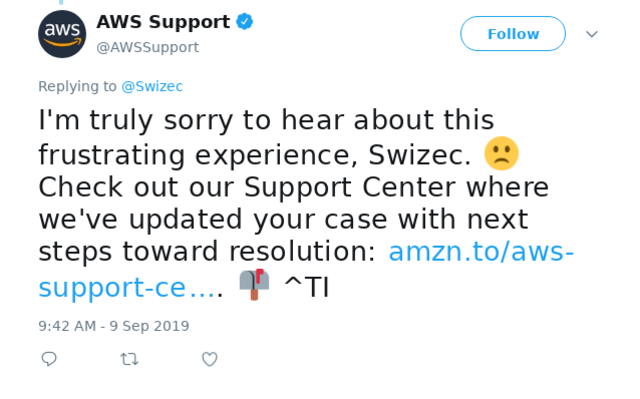 aws
AWS Support
@AWSSupport
Follow
Replying to @Swizec
I'm truly sorry to hear about this
frustrating experience, Swizec. 🙁
Check out our Support Center where
we've updated your case with next
steps toward resolution: amzn.to/aws-
support-ce…. 📬 ^TI
9:42 AM - 9 Sep 2019